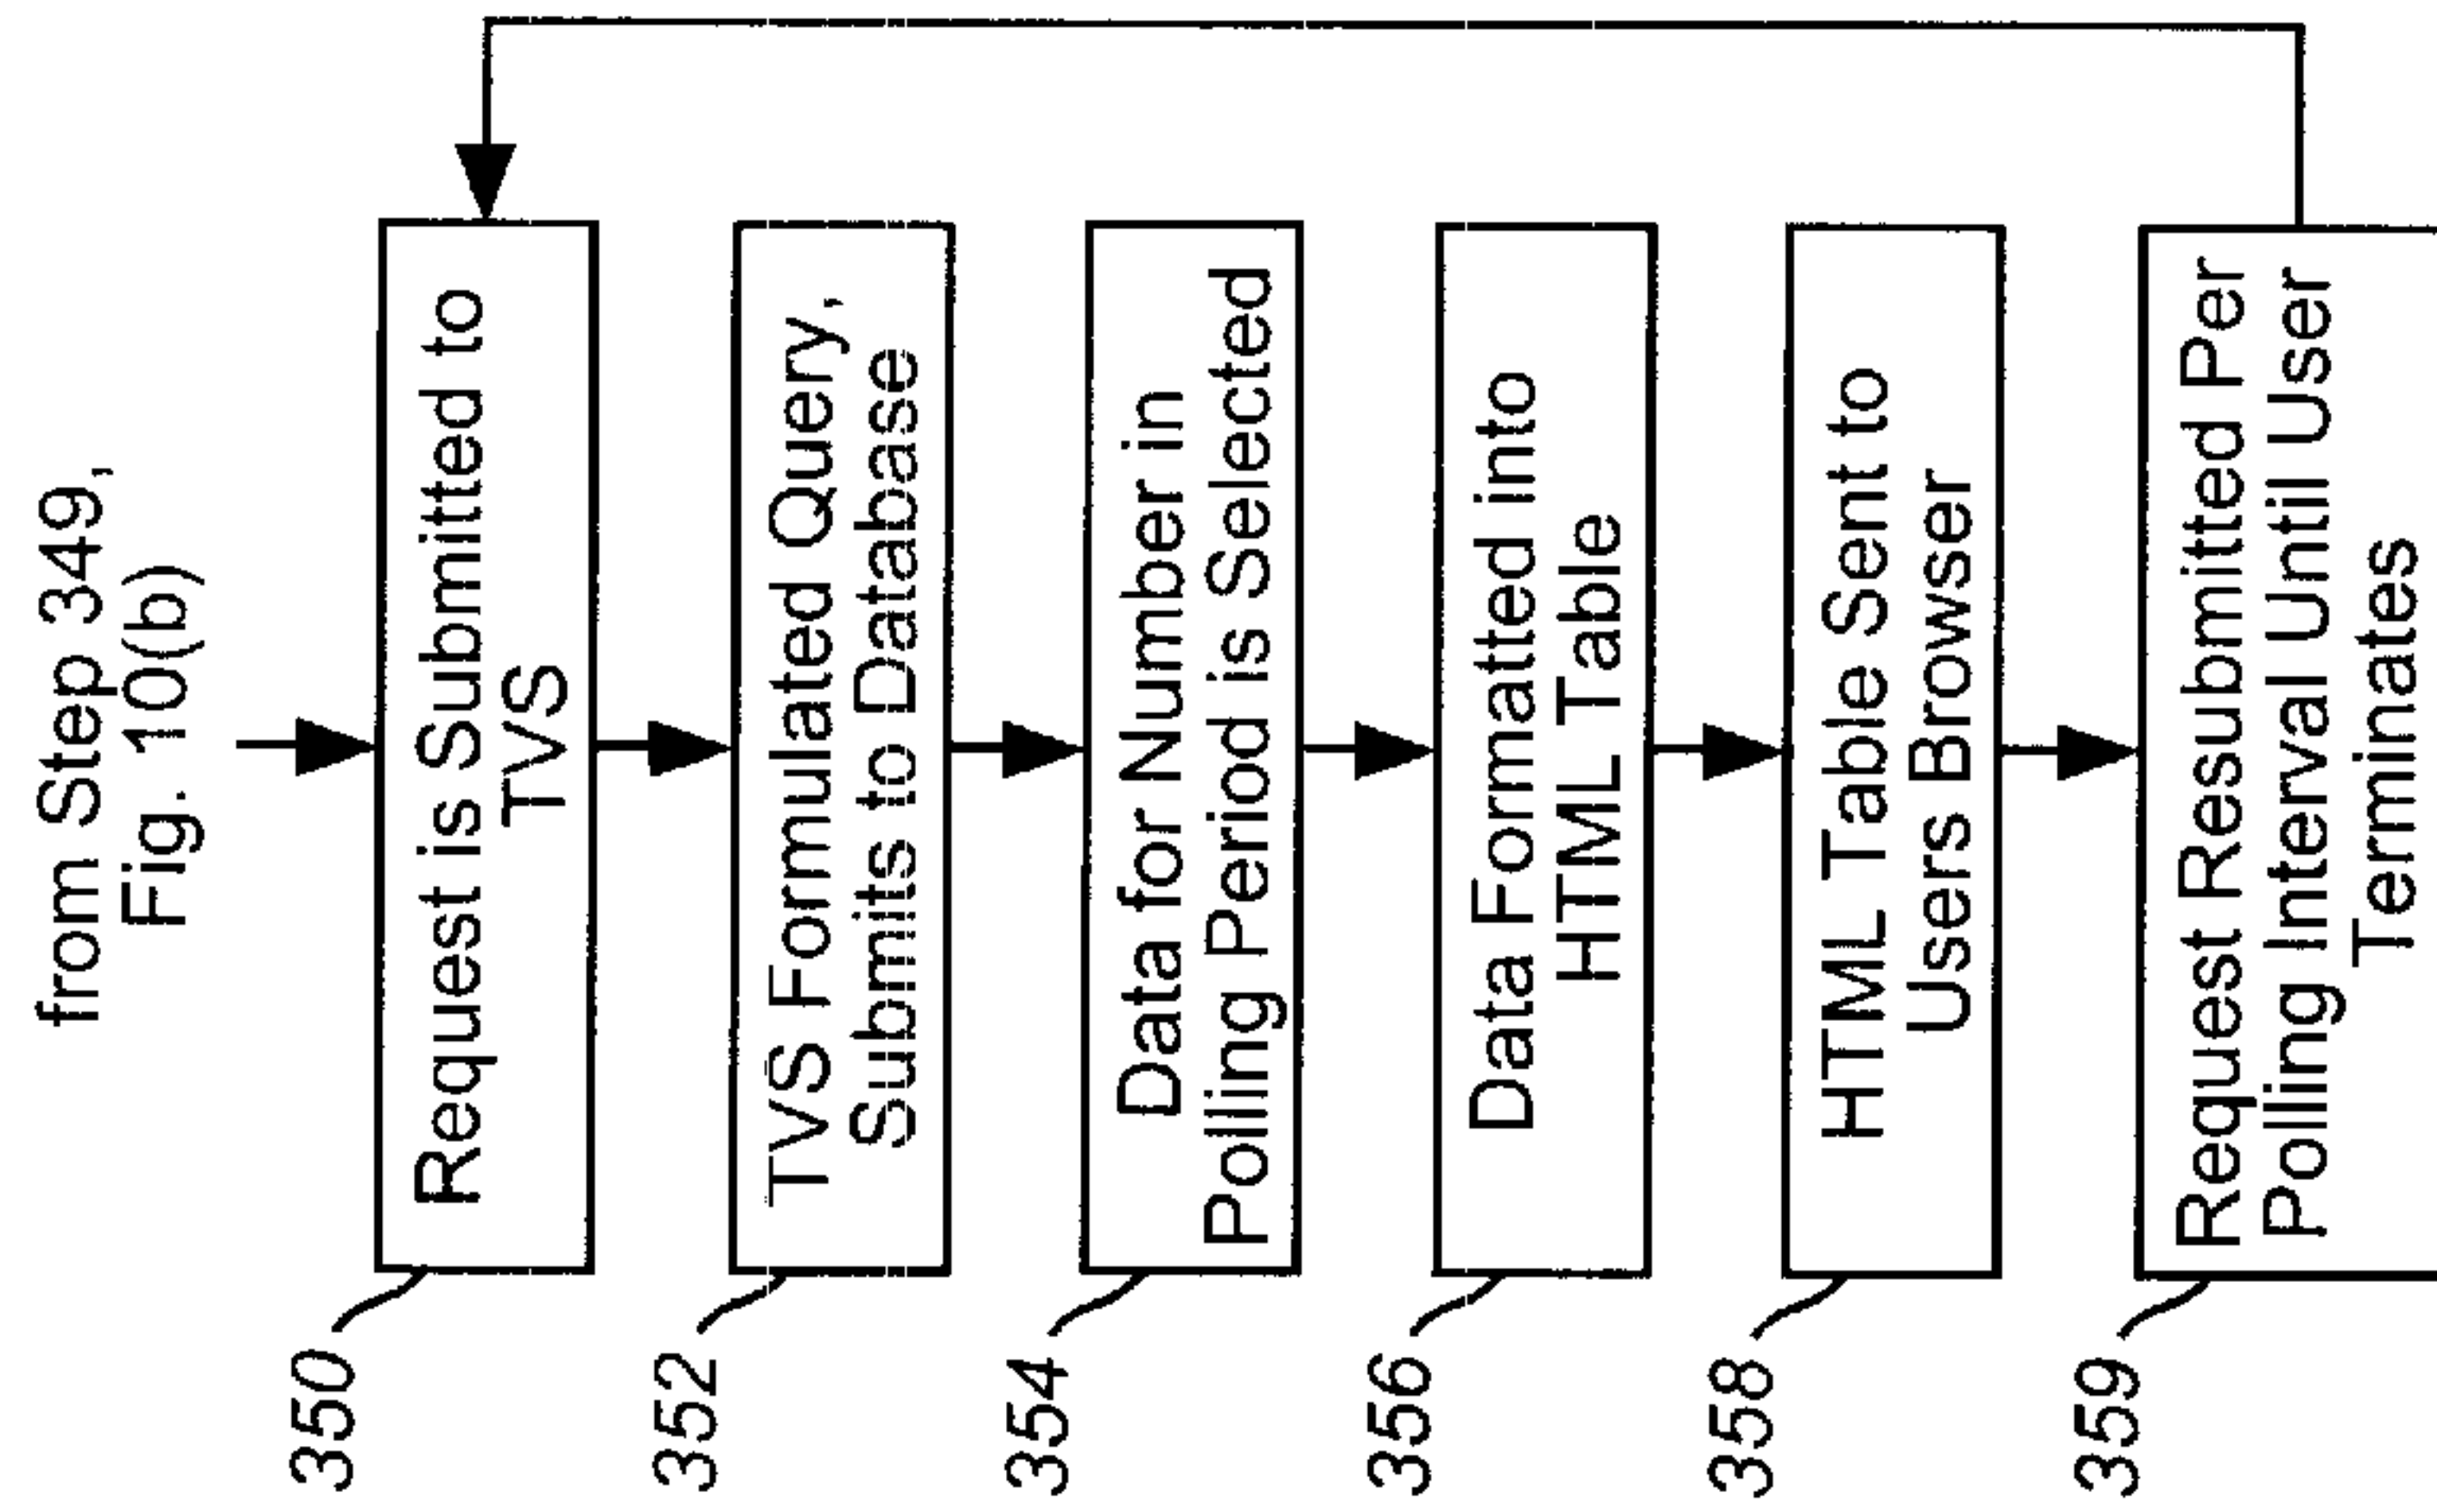 from Step 349,
Fig. 10(b)
350
Request is Submitted to
TVS
352
TVS Formulated Query,
Submits to Database
354
Data for Number in
Polling Period is Selected
356
Data Formatted into
HTML Table
358
HTML Table Sent to
Users Browser
359
Request Resubmitted Per
Polling Interval Until User
Terminates